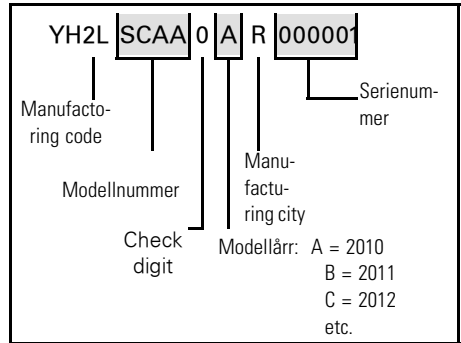 YH2L SCAA 0 A R 000001
Manufacto-
ring code
Serienum-
mer
Modellnummer
Manu-
factu-
ring city
Check
digit
Modellårr: A = 2010
B = 2011
C = 2012
etc.